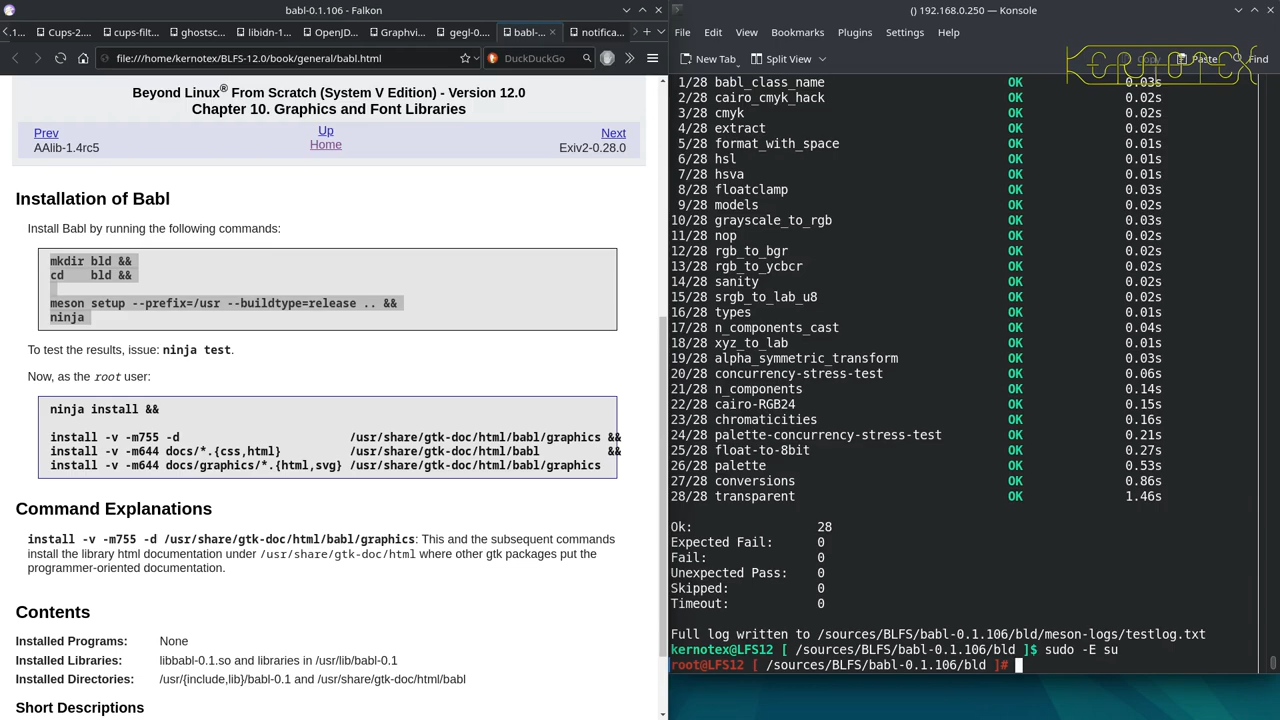 babl-0.1.106 - Falkon
.1... Cups-2.... cups-filt... ghostsc... libidn-1... OpenJD... Graphvi... gegl-0.... babl-... notifica...
file:///home/kernotex/BLFS-12.0/book/general/babl.html DuckDuckGo
Beyond Linux® From Scratch (System V Edition) - Version 12.0
Chapter 10. Graphics and Font Libraries
Prev Up Next
AAlib-1.4rc5 Home Exiv2-0.28.0
Installation of Babl
Install Babl by running the following commands:
mkdir bld &&
cd    bld &&
meson setup --prefix=/usr --buildtype=release .. &&
ninja
To test the results, issue: ninja test.
Now, as the root user:
ninja install &&
install -v -m755 -d                         /usr/share/gtk-doc/html/babl/graphics &&
install -v -m644 docs/*.{css,html}          /usr/share/gtk-doc/html/babl          &&
install -v -m644 docs/graphics/*.{html,svg} /usr/share/gtk-doc/html/babl/graphics
Command Explanations
install -v -m755 -d /usr/share/gtk-doc/html/babl/graphics: This and the subsequent commands
install the library html documentation under /usr/share/gtk-doc/html where other gtk packages put the
programmer-oriented documentation.
Contents
Installed Programs: None
Installed Libraries: libbabl-0.1.so and libraries in /usr/lib/babl-0.1
Installed Directories: /usr/{include,lib}/babl-0.1 and /usr/share/gtk-doc/html/babl
Short Descriptions
() 192.168.0.250 — Konsole
File Edit View Bookmarks Plugins Settings Help
New Tab Split View Copy Paste Find
KERNOTEX
1/28 babl_class_name OK 0.03s
2/28 cairo_cmyk_hack OK 0.02s
3/28 cmyk OK 0.02s
4/28 extract OK 0.02s
5/28 format_with_space OK 0.02s
6/28 hsl OK 0.01s
7/28 hsva OK 0.01s
8/28 floatclamp OK 0.03s
9/28 models OK 0.02s
10/28 grayscale_to_rgb OK 0.03s
11/28 nop OK 0.02s
12/28 rgb_to_bgr OK 0.02s
13/28 rgb_to_ycbcr OK 0.02s
14/28 sanity OK 0.02s
15/28 srgb_to_lab_u8 OK 0.02s
16/28 types OK 0.01s
17/28 n_components_cast OK 0.04s
18/28 xyz_to_lab OK 0.01s
19/28 alpha_symmetric_transform OK 0.03s
20/28 concurrency-stress-test OK 0.06s
21/28 n_components OK 0.14s
22/28 cairo-RGB24 OK 0.15s
23/28 chromaticities OK 0.16s
24/28 palette-concurrency-stress-test OK 0.21s
25/28 float-to-8bit OK 0.27s
26/28 palette OK 0.53s
27/28 conversions OK 0.86s
28/28 transparent OK 1.46s
Ok: 28
Expected Fail: 0
Fail: 0
Unexpected Pass: 0
Skipped: 0
Timeout: 0
Full log written to /sources/BLFS/babl-0.1.106/bld/meson-logs/testlog.txt
kernotex@LFS12 [ /sources/BLFS/babl-0.1.106/bld ]$ sudo -E su
root@LFS12 [ /sources/BLFS/babl-0.1.106/bld ]#